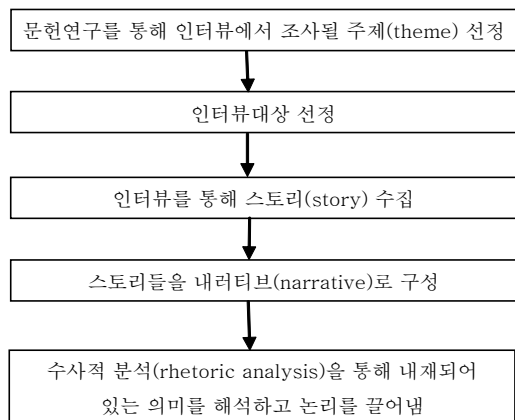 문헌연구를 통해 인터뷰에서 조사될 주제(theme) 선정
인터뷰대상 선정
인터뷰를 통해 스토리(story) 수집
스토리들을 내러티브(narrative)로 구성
수사적 분석(rhetoric analysis)을 통해 내재되어
있는 의미를 해석하고 논리를 끌어냄